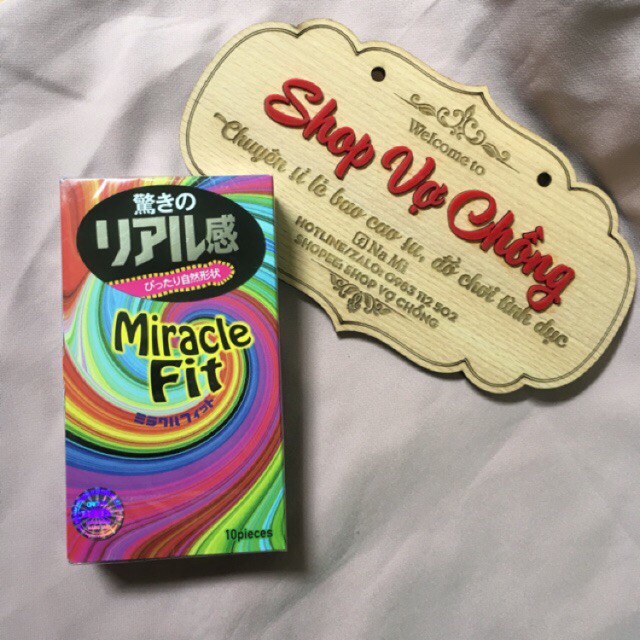 驚きの
リアル感
ぴったり自然形状
Miracle
Fit
ミラクルフィット
10pieces
Welcome to
Shop Vợ Chồng
Chuyên sỉ lẻ bao cao su, đồ chơi tình dục
Na Mi
HOTLINE/ZALO: 0963 112 502
SHOPEE: SHOP VỢ CHỒNG